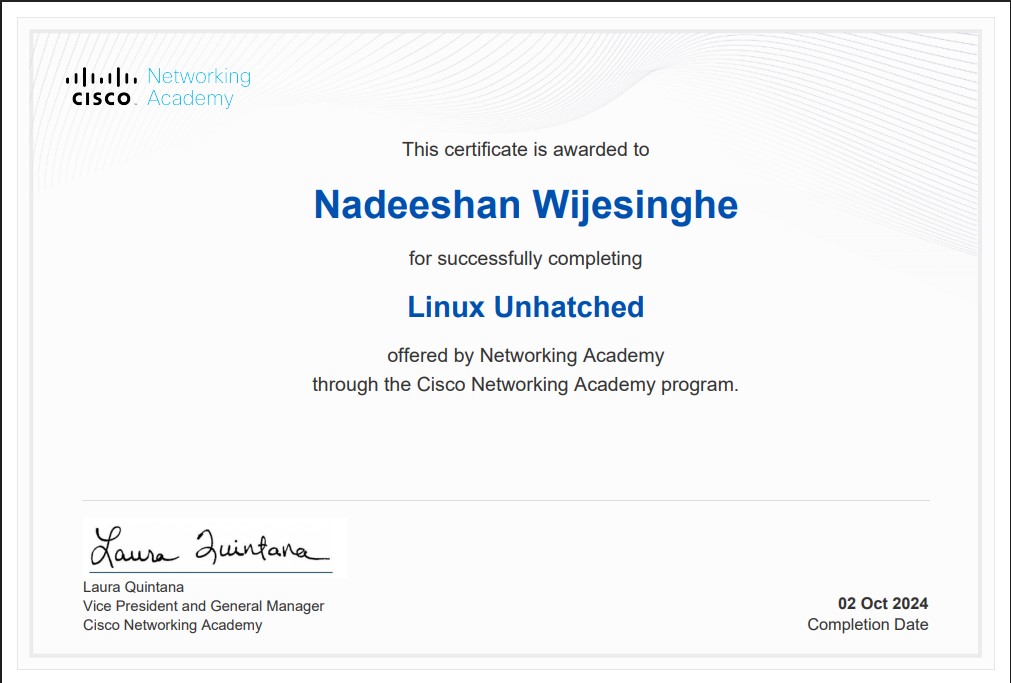 Networking
CISCO Academy
This certificate is awarded to
Nadeeshan Wijesinghe
for successfully completing
Linux Unhatched
offered by Networking Academy
through the Cisco Networking Academy program.
Laura Quintana
Laura Quintana
Vice President and General Manager
Cisco Networking Academy
02 Oct 2024
Completion Date